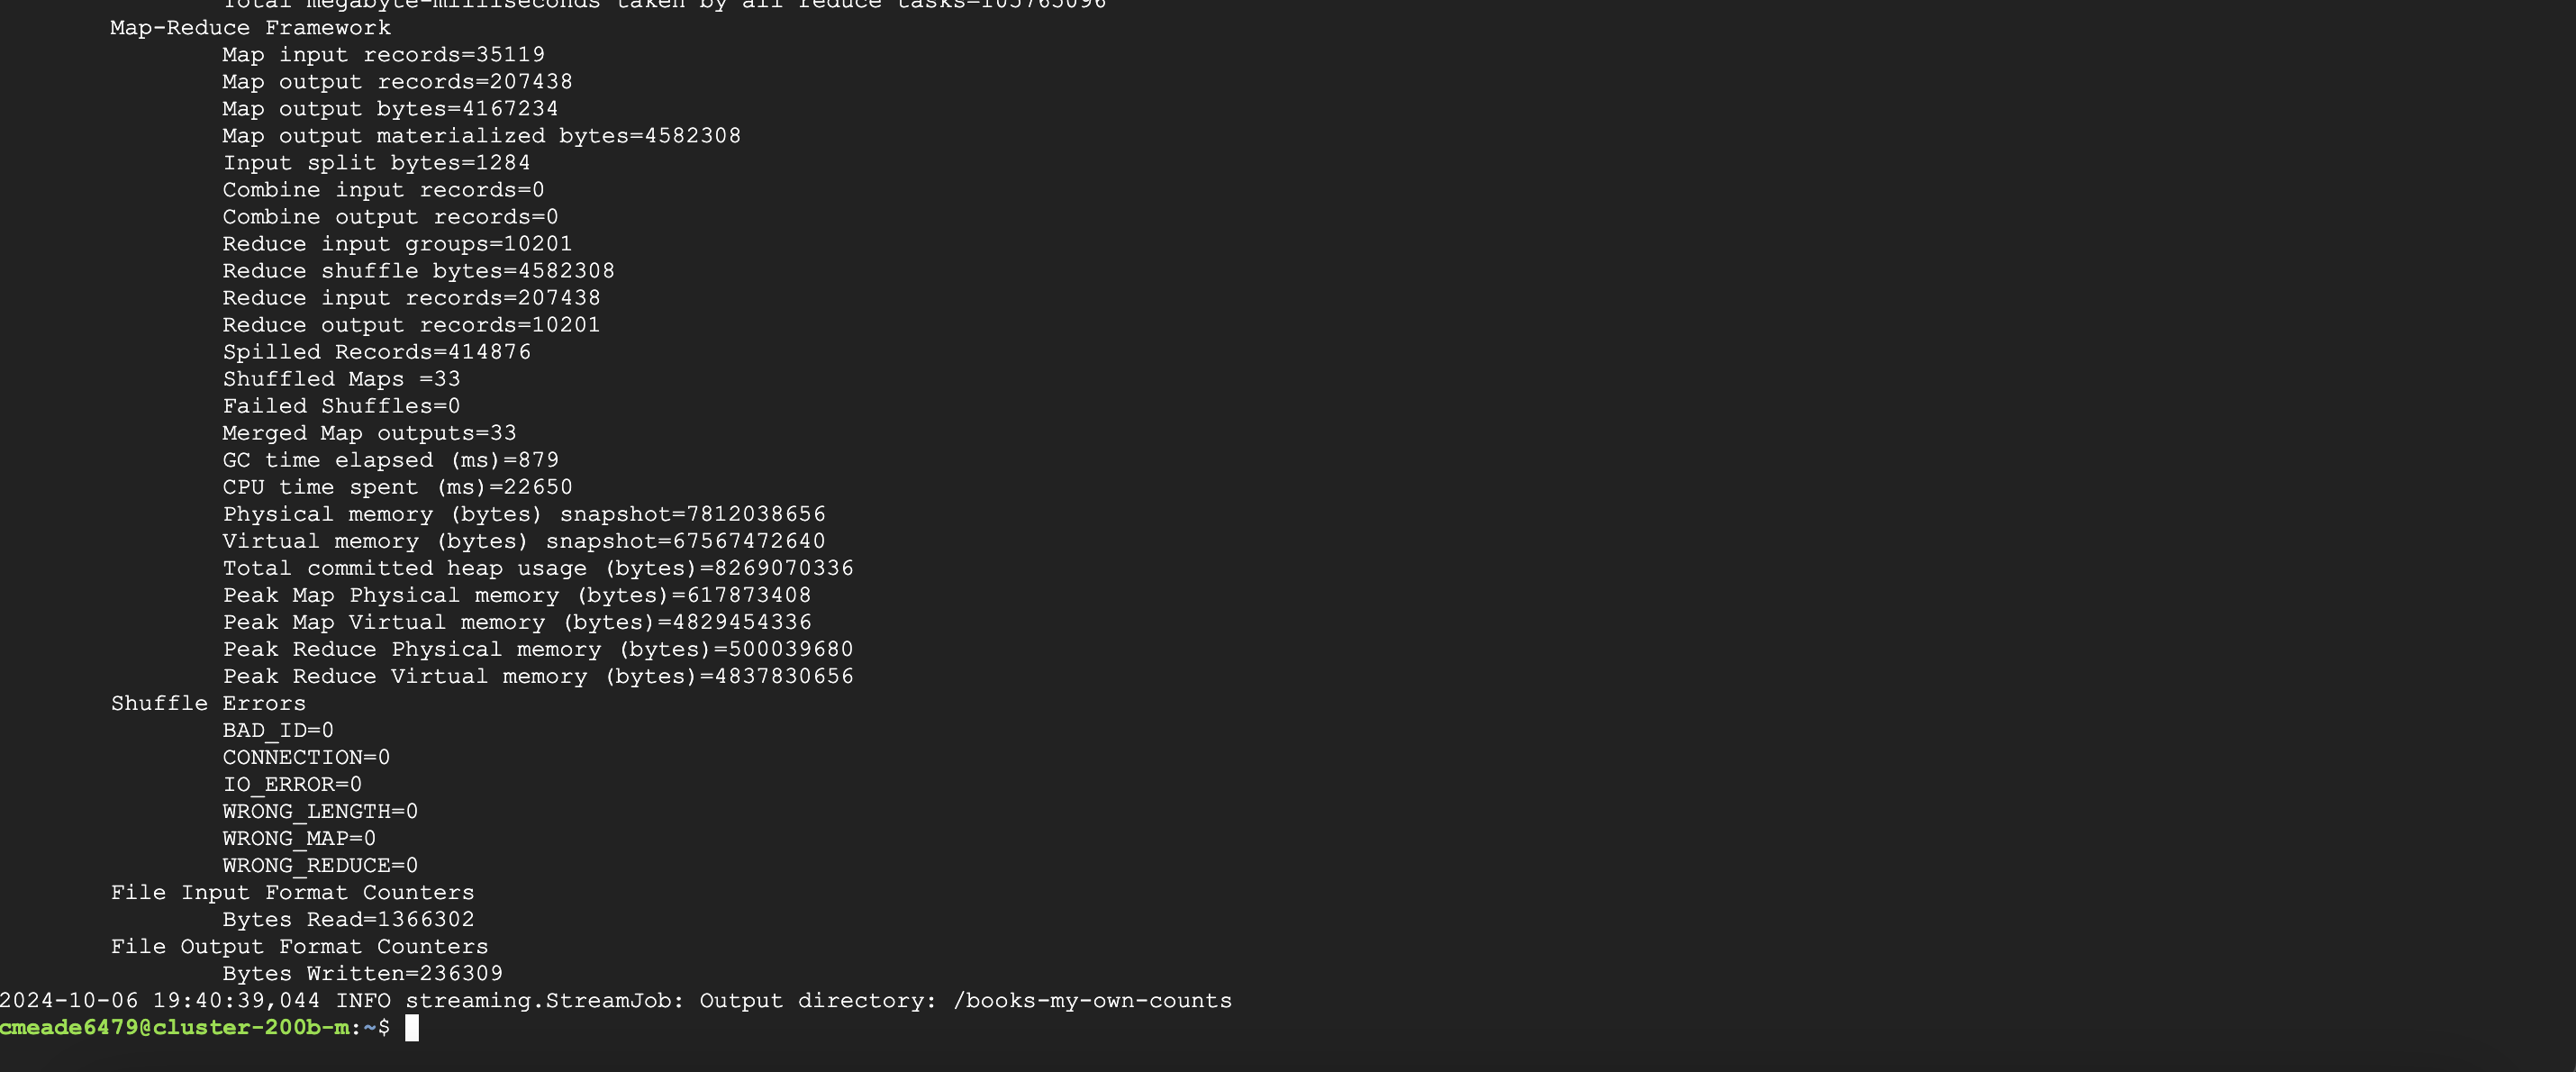 Total megabyte-milliseconds taken by all reduce tasks=105765096
Map-Reduce Framework
Map input records=35119
Map output records=207438
Map output bytes=4167234
Map output materialized bytes=4582308
Input split bytes=1284
Combine input records=0
Combine output records=0
Reduce input groups=10201
Reduce shuffle bytes=4582308
Reduce input records=207438
Reduce output records=10201
Spilled Records=414876
Shuffled Maps =33
Failed Shuffles=0
Merged Map outputs=33
GC time elapsed (ms)=879
CPU time spent (ms)=22650
Physical memory (bytes) snapshot=7812038656
Virtual memory (bytes) snapshot=67567472640
Total committed heap usage (bytes)=8269070336
Peak Map Physical memory (bytes)=617873408
Peak Map Virtual memory (bytes)=4829454336
Peak Reduce Physical memory (bytes)=500039680
Peak Reduce Virtual memory (bytes)=4837830656
Shuffle Errors
BAD_ID=0
CONNECTION=0
IO_ERROR=0
WRONG_LENGTH=0
WRONG_MAP=0
WRONG_REDUCE=0
File Input Format Counters
Bytes Read=1366302
File Output Format Counters
Bytes Written=236309
2024-10-06 19:40:39,044 INFO streaming.StreamJob: Output directory: /books-my-own-counts
cmeade6479@cluster-200b-m:~$